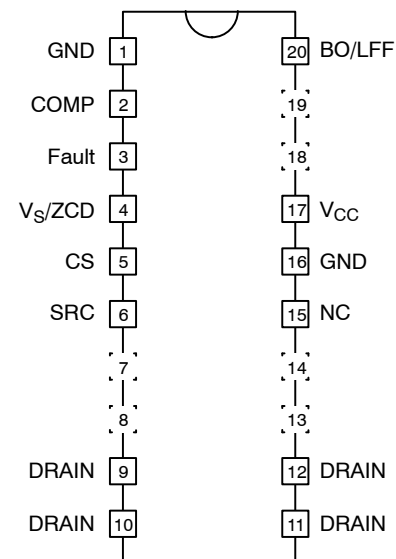 GND 1 20 BO/LFF
COMP 2 19
Fault 3 18
VS/ZCD 4 17 VCC
CS 5 16 GND
SRC 6 15 NC
7 14
8 13
DRAIN 9 12 DRAIN
DRAIN 10 11 DRAIN